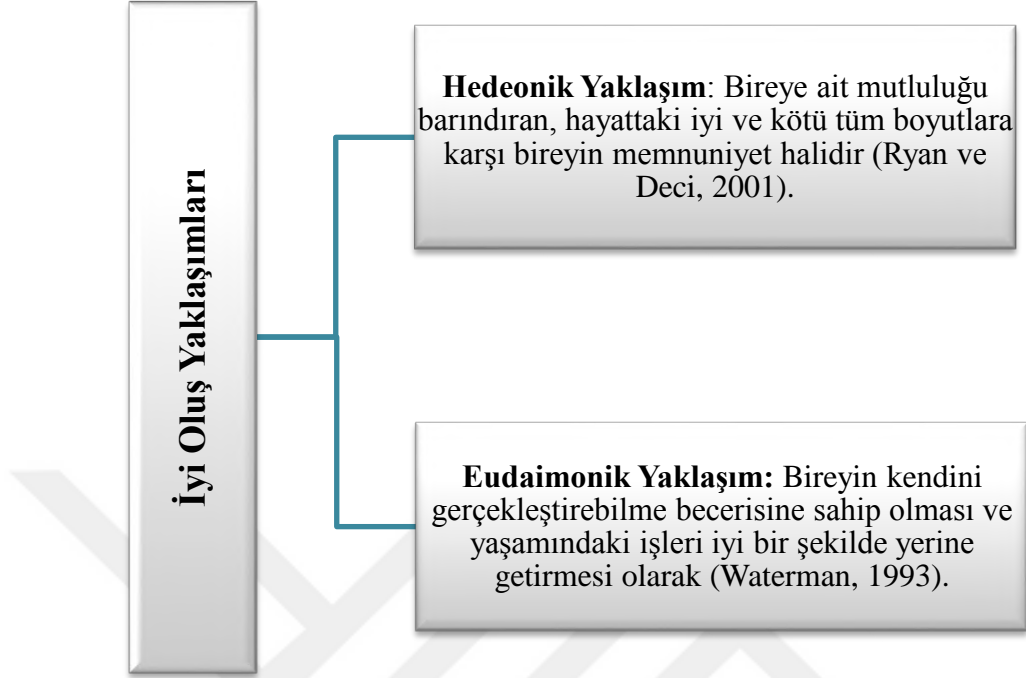 İyi Oluş Yaklaşımları
Hedeonik Yaklaşım: Bireye ait mutluluğu
barındıran, hayattaki iyi ve kötü tüm boyutlara
karşı bireyin memnuniyet halidir (Ryan ve
Deci, 2001).
Eudaimonik Yaklaşım: Bireyin kendini
gerçekleştirebilme becerisine sahip olması ve
yaşamındaki işleri iyi bir şekilde yerine
getirmesi olarak (Waterman, 1993).